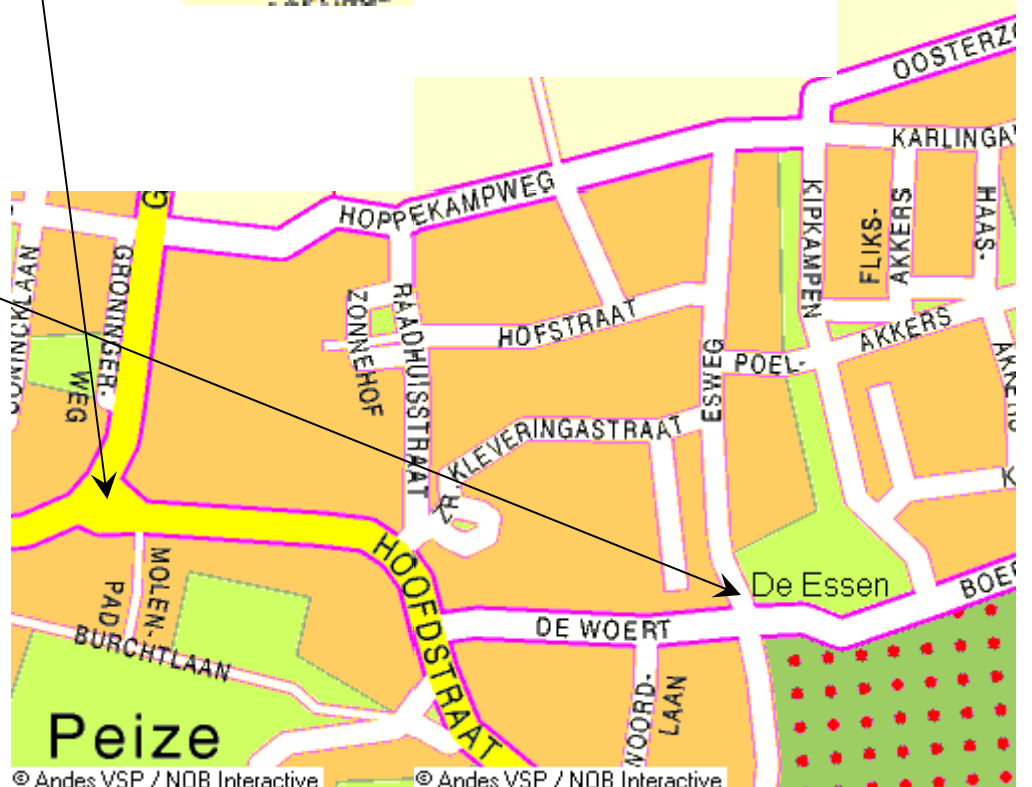 OOSTERZ
KARLINGA
HOPPEKAMPWEG
G
GRONINGER-
WEG
KIPKAMPEN
FLIKS-
AKKERS
HAAS-
ZONNEHOF
RAADHUISSTRAAT
HOFSTRAAT
ESWEG
POEL-
AKKERS
KLEVERINGASTRAAT
HOOFDSTRAAT
MOLEN-
PAD
BURCHTLAAN
De Essen
DE WOERT
BOER
NOORD-
LAAN
K
Peize
© Andes VSP / NOB Interactive
© Andes VSP / NOB Interactive